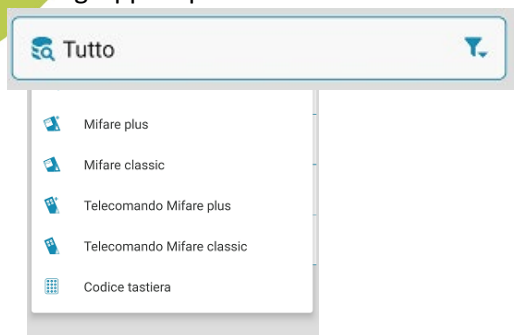 Tutto
Mifare plus
Mifare classic
Telecomando Mifare plus
Telecomando Mifare classic
Codice tastiera